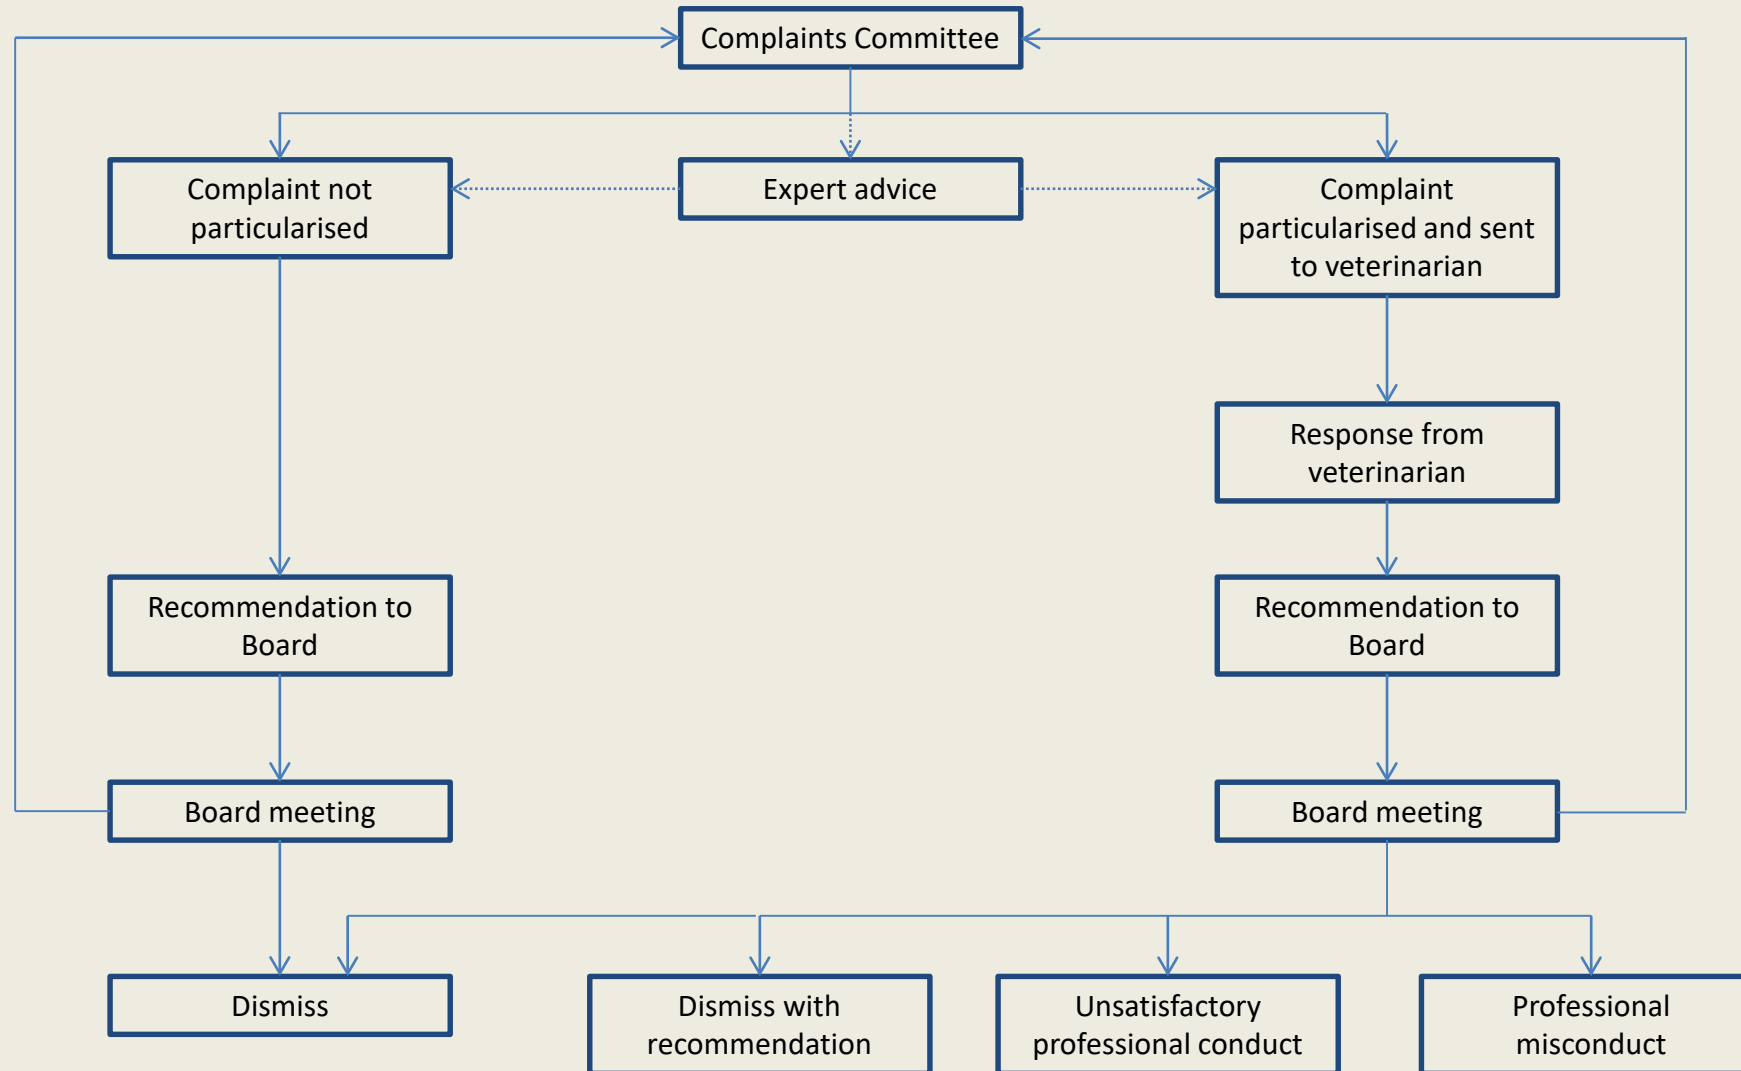 Complaints Committee
Complaint not
particularised
Expert advice
Complaint
particularised and sent
to veterinarian
Response from
veterinarian
Recommendation to
Board
Recommendation to
Board
Board meeting
Board meeting
Dismiss
Dismiss with
recommendation
Unsatisfactory
professional conduct
Professional
misconduct